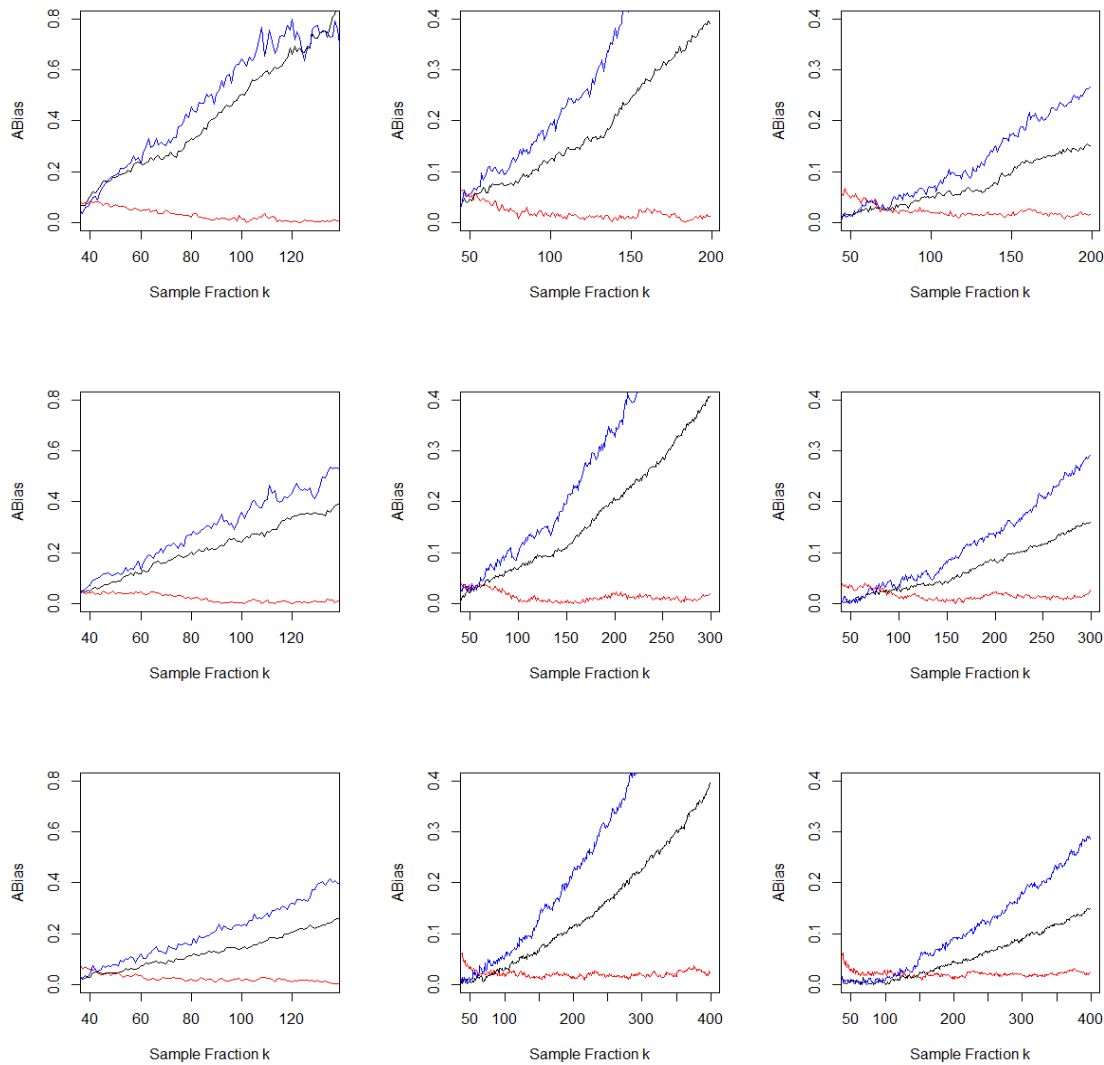 0.0 0.2 0.4 0.6 0.8
ABias
40 60 80 100 120
Sample Fraction k
0.0 0.1 0.2 0.3 0.4
ABias
50 100 150 200
Sample Fraction k
0.0 0.1 0.2 0.3 0.4
ABias
50 100 150 200
Sample Fraction k
0.0 0.2 0.4 0.6 0.8
ABias
40 60 80 100 120
Sample Fraction k
0.0 0.1 0.2 0.3 0.4
ABias
50 100 150 200 250 300
Sample Fraction k
0.0 0.1 0.2 0.3 0.4
ABias
50 100 150 200 250 300
Sample Fraction k
0.0 0.2 0.4 0.6 0.8
ABias
40 60 80 100 120
Sample Fraction k
0.0 0.1 0.2 0.3 0.4
ABias
50 100 200 300 400
Sample Fraction k
0.0 0.1 0.2 0.3 0.4
ABias
50 100 200 300 400
Sample Fraction k